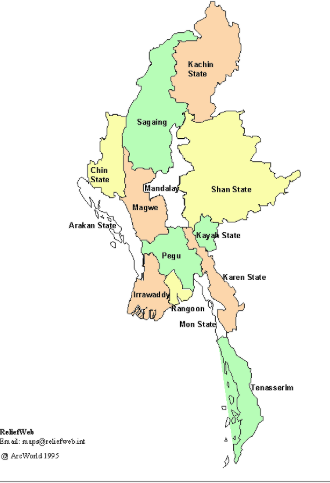 Kachin
State
Sagaing
Chin
State
Mandalay
Shan State
Magwe
Arakan State
Kayah State
Pegu
Karen State
Irrawaddy
Rangoon
Mon State
Tenasserim
ReliefWeb
Email: maps@reliefweb.int
@ ArcWorld 1995